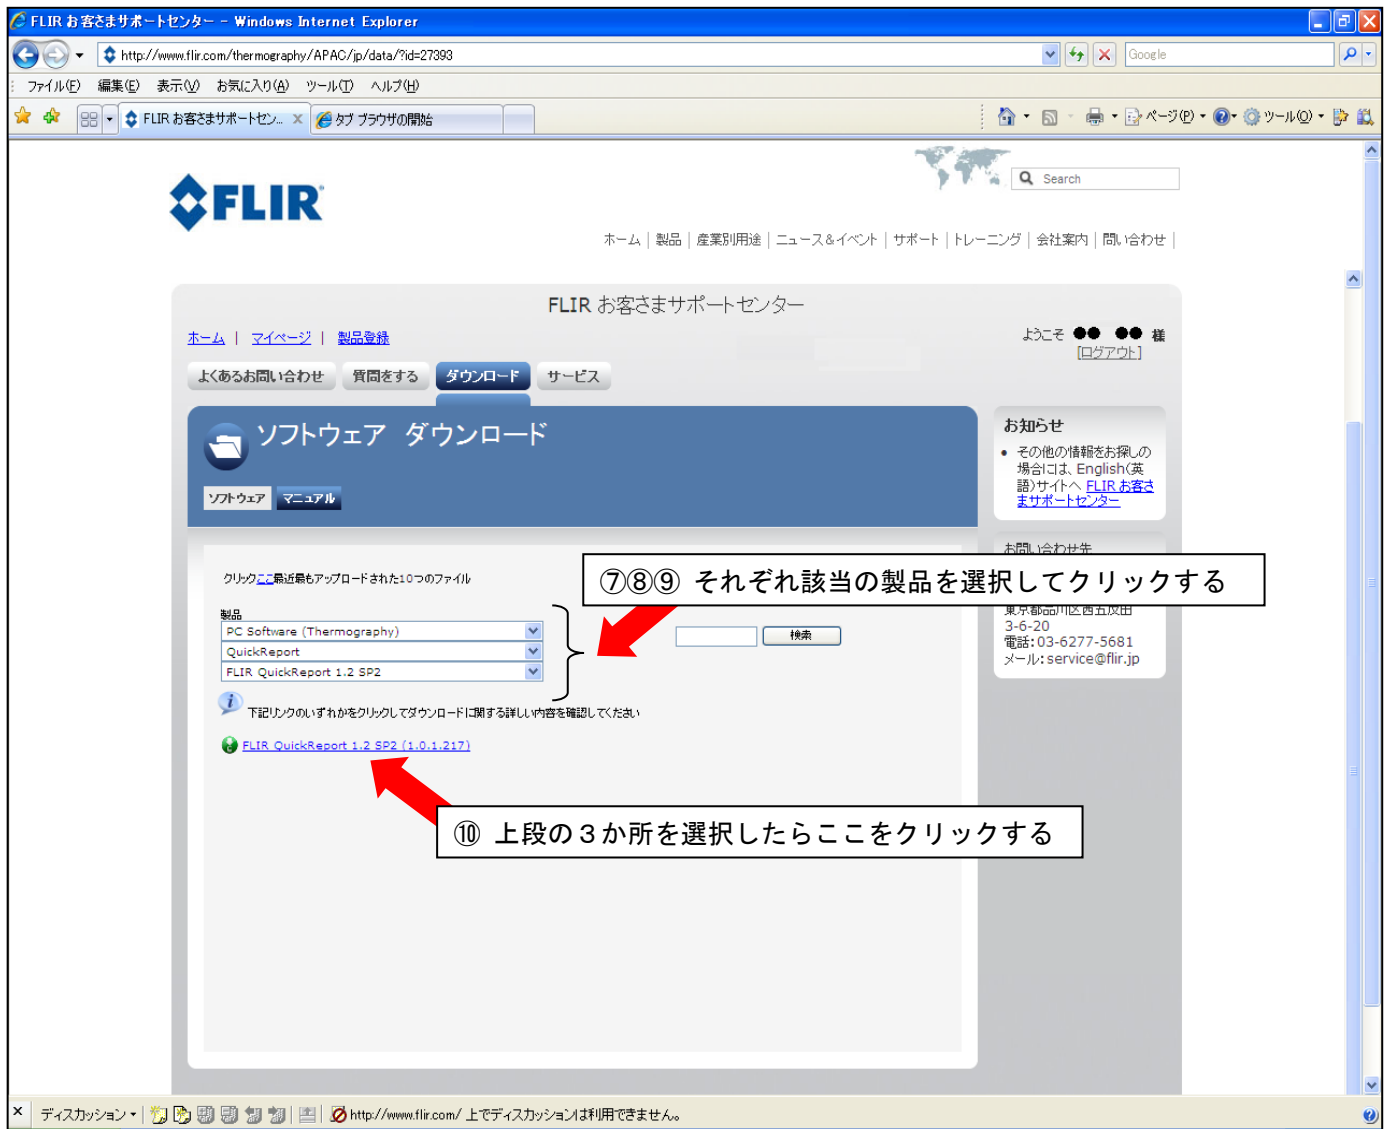 FLIR お客さまサポートセンター - Windows Internet Explorer
http://www.flir.com/thermography/APAC/jp/data/?id=27393
Google
ファイル(F) 編集(E) 表示(V) お気に入り(A) ツール(T) ヘルプ(H)
FLIR お客さまサポートセン... タブ ブラウザの開始
ページ(P) ツール(O)
FLIR
Search
ホーム | 製品 | 産業別用途 | ニュース&イベント | サポート | トレーニング | 会社案内 | 問い合わせ |
FLIR お客さまサポートセンター
ホーム | マイページ | 製品登録
ようこそ ●● ●● 様
[ログアウト]
よくあるお問い合わせ 質問をする ダウンロード サービス
ソフトウェア ダウンロード
ソフトウェア マニュアル
お知らせ
• その他の情報をお探しの
場合には、English(英
語)サイトへ FLIR お客さ
まサポートセンター
お問い合わせ先
⑦⑧⑨ それぞれ該当の製品を選択してクリックする
クリックここ最近最もアップロードされた10つのファイル
製品
PC Software (Thermography)
QuickReport
FLIR QuickReport 1.2 SP2
検索
東京都品川区西五反田
3-6-20
電話:03-6277-5681
メール:service@flir.jp
下記リンクのいずれかをクリックしてダウンロードに関する詳しい内容を確認してください
FLIR QuickReport 1.2 SP2 (1.0.1.217)
⑩ 上段の3か所を選択したらここをクリックする
× ディスカッション http://www.flir.com/ 上でディスカッションは利用できません。